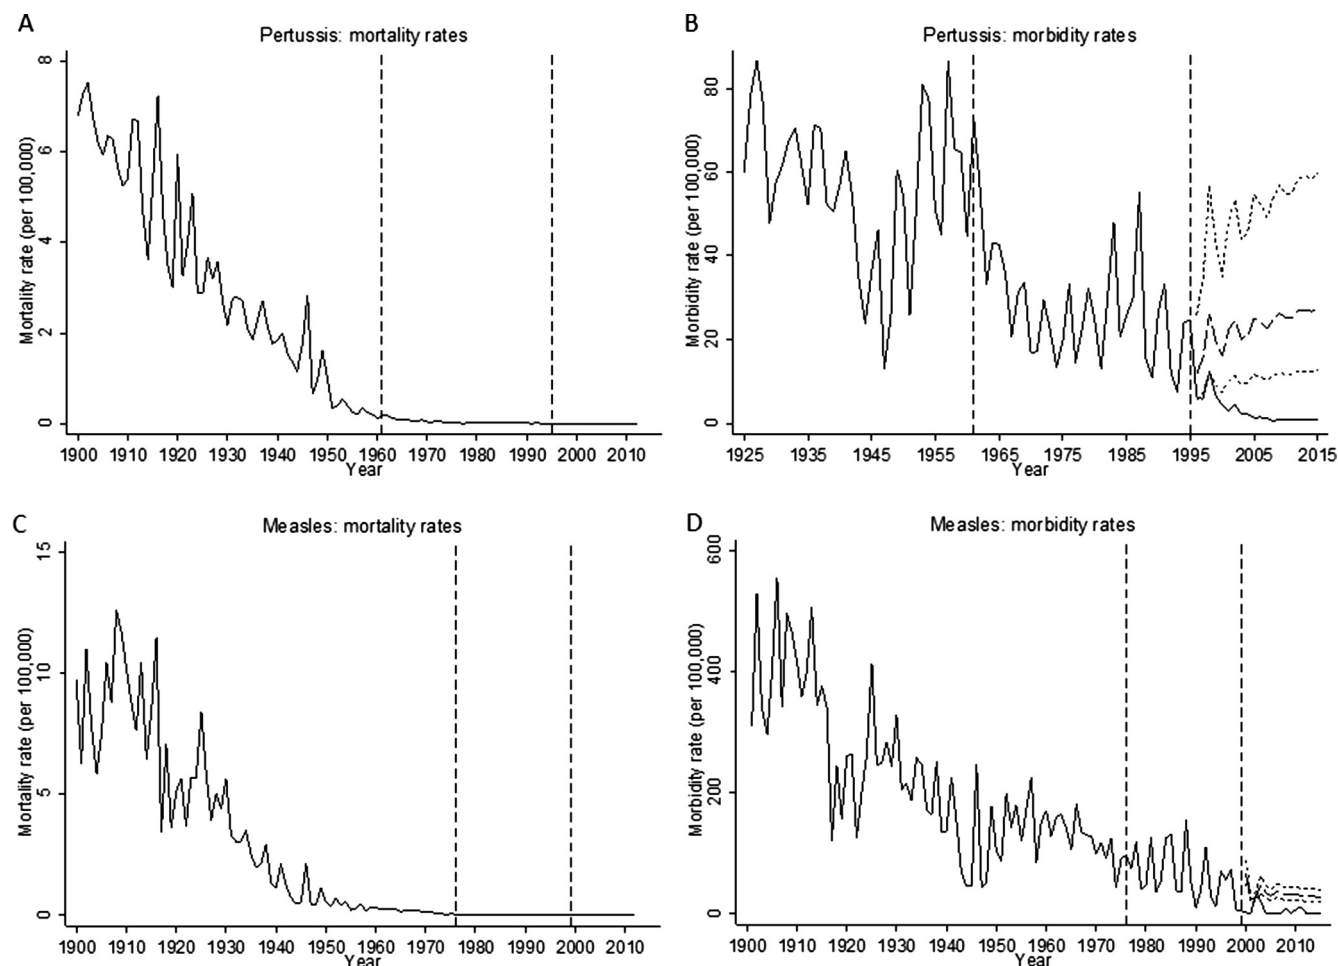 A
Pertussis: mortality rates
Mortality rate (per 100,000)
8
6
4
2
0
1900 1910 1920 1930 1940 1950 1960 1970 1980 1990 2000 2010
Year
B
Pertussis: morbidity rates
Morbidity rate (per 100,000)
80
60
40
20
0
1925 1935 1945 1955 1965 1975 1985 1995 2005 2015
Year
C
Measles: mortality rates
Mortality rate (per 100,000)
15
10
5
0
1900 1910 1920 1930 1940 1950 1960 1970 1980 1990 2000 2010
Year
D
Measles: morbidity rates
Morbidity rate (per 100,000)
600
400
200
0
1900 1910 1920 1930 1940 1950 1960 1970 1980 1990 2000 2010
Year